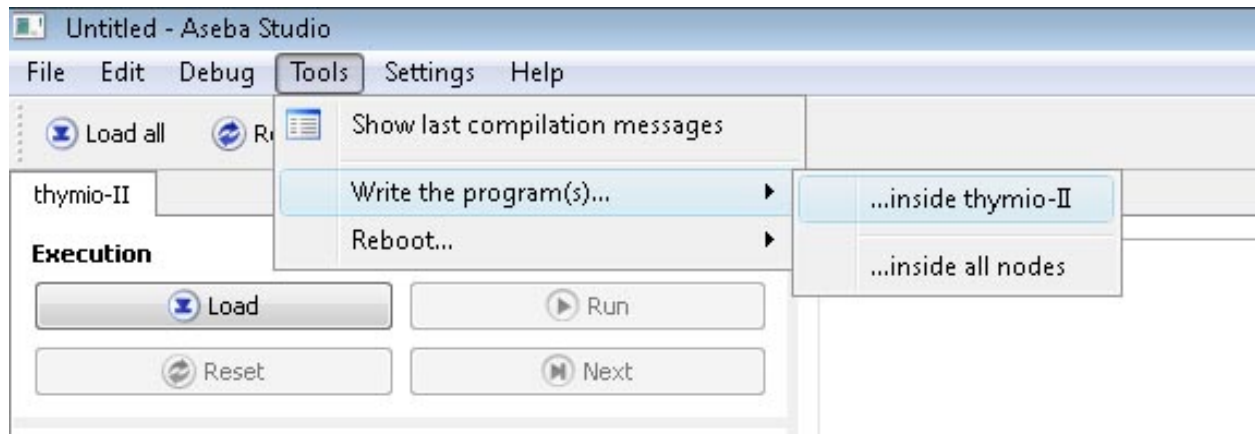 Untitled - Aseba Studio
File Edit Debug Tools Settings Help
Load all
Show last compilation messages
thymio-II
Write the program(s)...
...inside thymio-II
Reboot...
...inside all nodes
Execution
Load Run
Reset Next